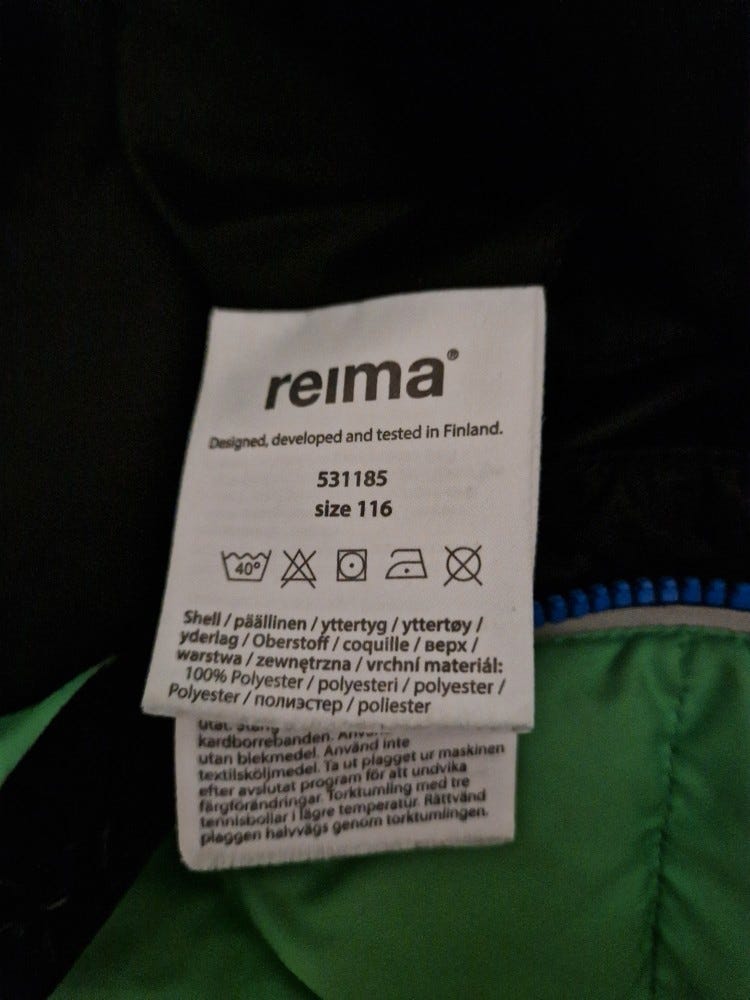 reima®
Designed, developed and tested in Finland.
531185
size 116
40°
Shell / päällinen / yttertyg / yttertøy /
yderlag / Oberstoff / coquille / верх /
warstwa / zewnętrzna / vrchní materiál:
100% Polyester / polyesteri / polyester /
Polyester / полиэстер / poliester
utåt. Stäng
kardborrebanden. Använd
utan blekmedel. Använd inte
textilsköljmedel. Ta ut plagget ur maskinen
efter avslutat program för att undvika
färgförändringar. Torktumling med tre
tennisbollar i lägre temperatur. Rättvänd
plaggen halvvägs genom torktumlingen.